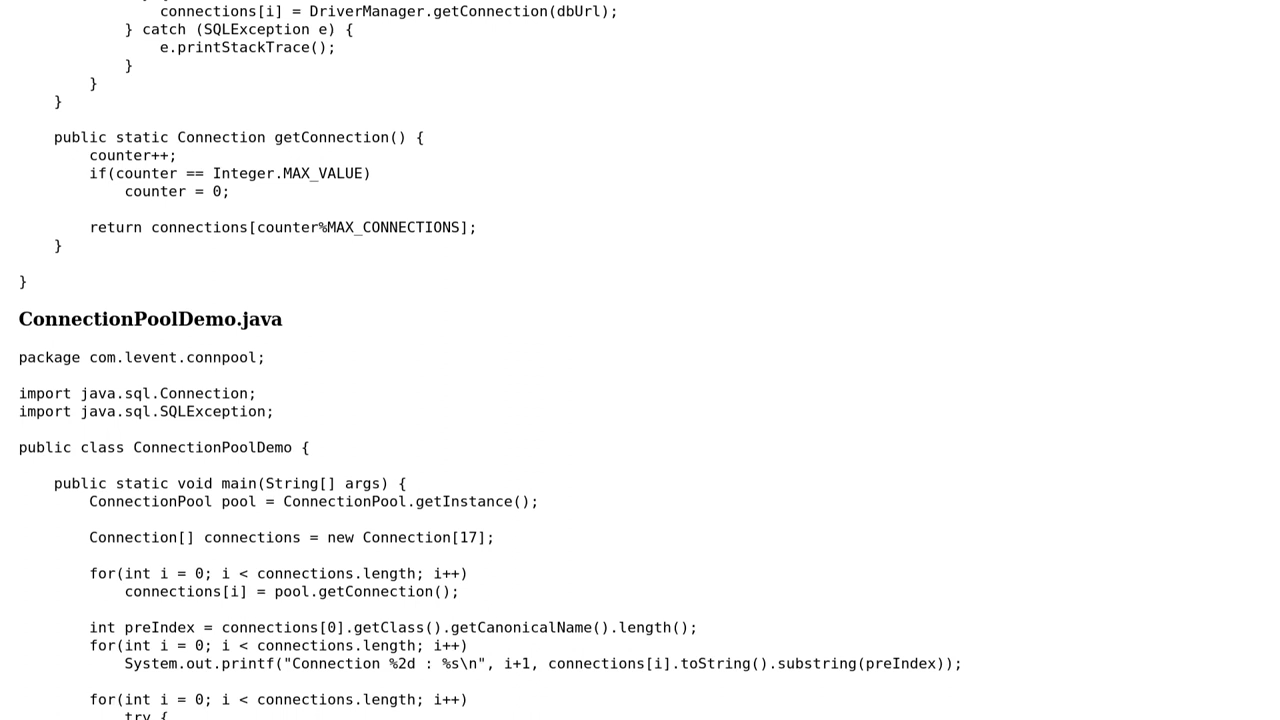 connections[i] = DriverManager.getConnection(dbUrl);
            } catch (SQLException e) {
                e.printStackTrace();
            }
        }
    }

    public static Connection getConnection() {
        counter++;
        if(counter == Integer.MAX_VALUE)
            counter = 0;

        return connections[counter%MAX_CONNECTIONS];
    }

}
ConnectionPoolDemo.java
package com.levent.connpool;

import java.sql.Connection;
import java.sql.SQLException;

public class ConnectionPoolDemo {

    public static void main(String[] args) {
        ConnectionPool pool = ConnectionPool.getInstance();

        Connection[] connections = new Connection[17];

        for(int i = 0; i < connections.length; i++)
            connections[i] = pool.getConnection();

        int preIndex = connections[0].getClass().getCanonicalName().length();
        for(int i = 0; i < connections.length; i++)
            System.out.printf("Connection %2d : %s\n", i+1, connections[i].toString().substring(preIndex));

        for(int i = 0; i < connections.length; i++)
            try {